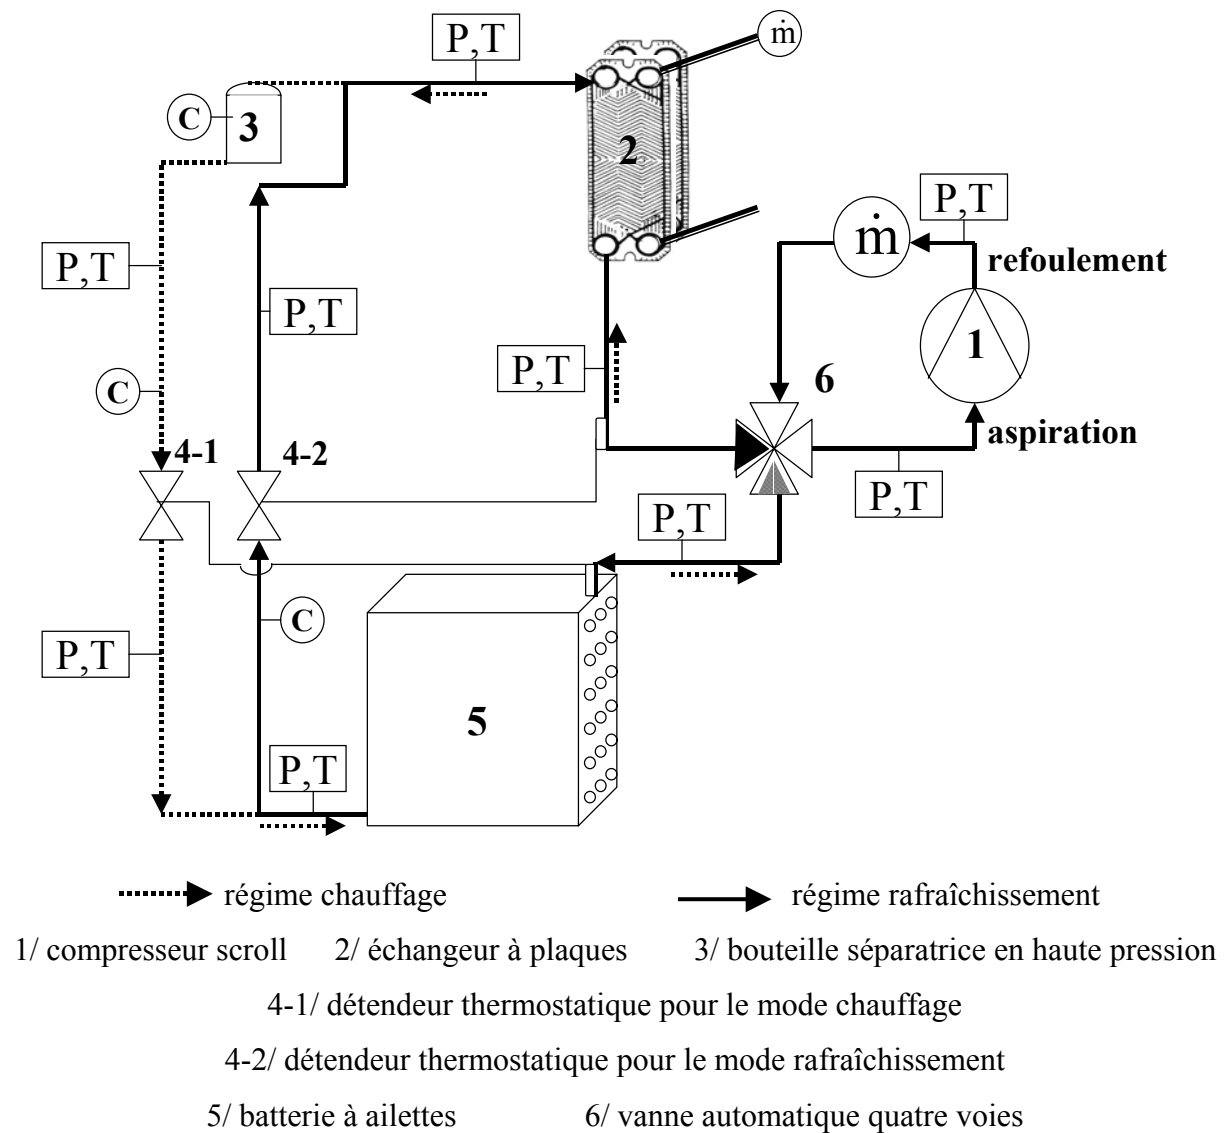 ṁ
P,T
C
3
2
P,T
ṁ
refoulement
P,T
P,T
1
P,T
6
C
4-1
4-2
aspiration
P,T
P,T
C
P,T
5
P,T
régime chauffage
régime rafraîchissement
1/ compresseur scroll 2/ échangeur à plaques 3/ bouteille séparatrice en haute pression
4-1/ détendeur thermostatique pour le mode chauffage
4-2/ détendeur thermostatique pour le mode rafraîchissement
5/ batterie à ailettes 6/ vanne automatique quatre voies